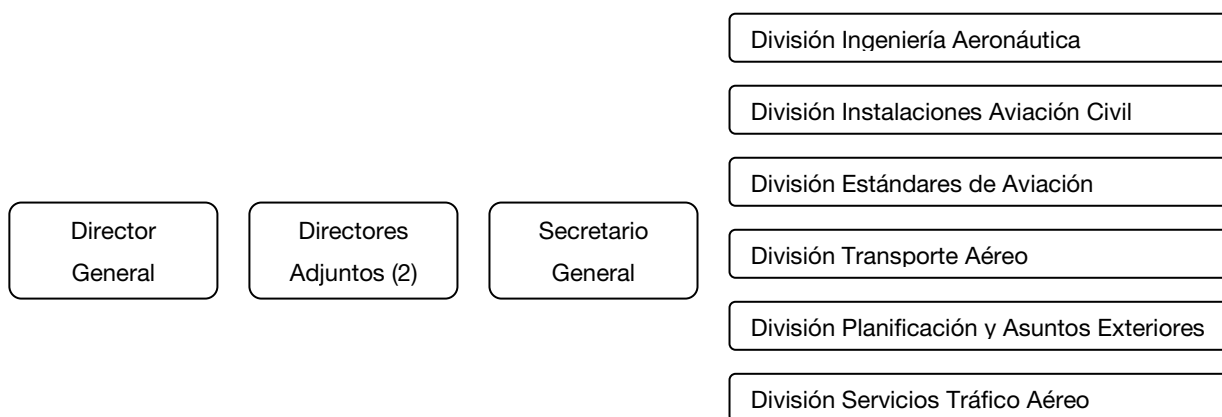 Director
General
Directores
Adjuntos (2)
Secretario
General
División Ingeniería Aeronáutica
División Instalaciones Aviación Civil
División Estándares de Aviación
División Transporte Aéreo
División Planificación y Asuntos Exteriores
División Servicios Tráfico Aéreo